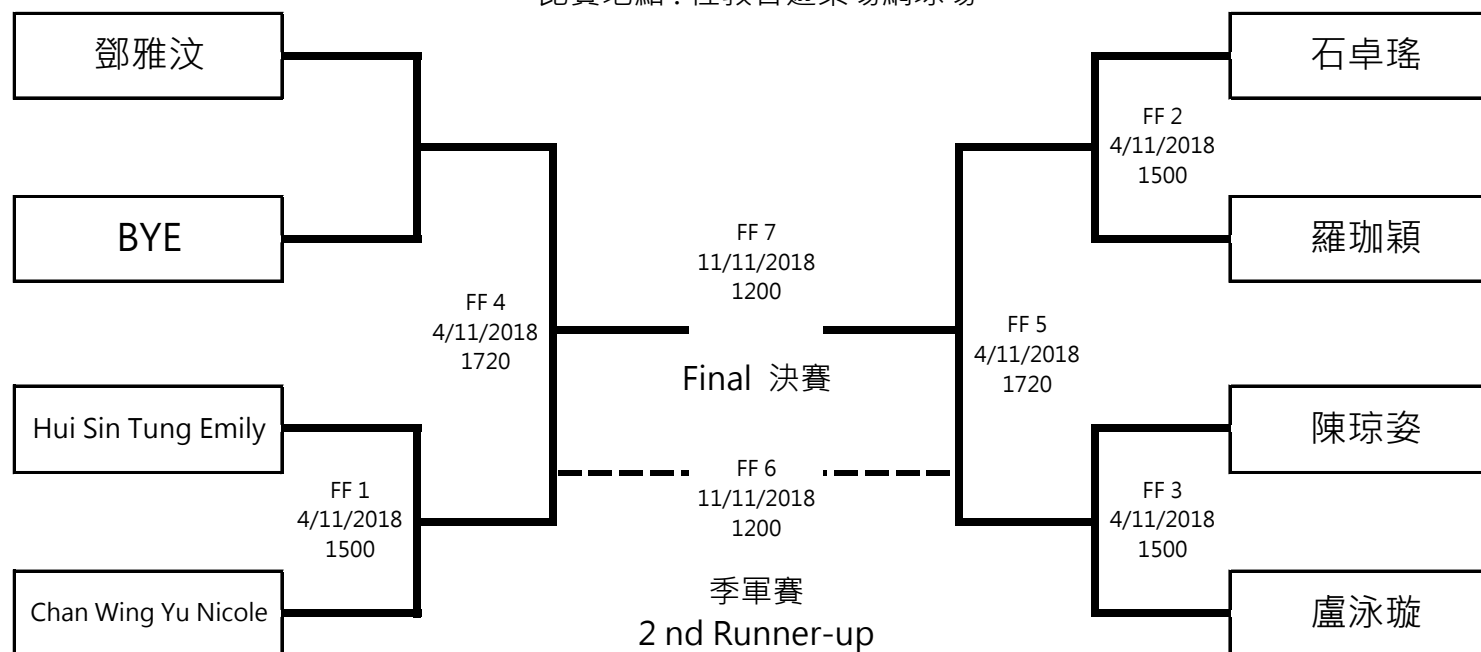 鄧雅汶
石卓瑤
FF 2
4/11/2018
1500
BYE
羅珈穎
FF 7
11/11/2018
1200
FF 4
4/11/2018
1720
FF 5
4/11/2018
1720
Final 決賽
Hui Sin Tung Emily
陳琼姿
FF 6
11/11/2018
1200
FF 1
4/11/2018
1500
FF 3
4/11/2018
1500
季軍賽
Chan Wing Yu Nicole
盧泳璇
2 nd Runner-up